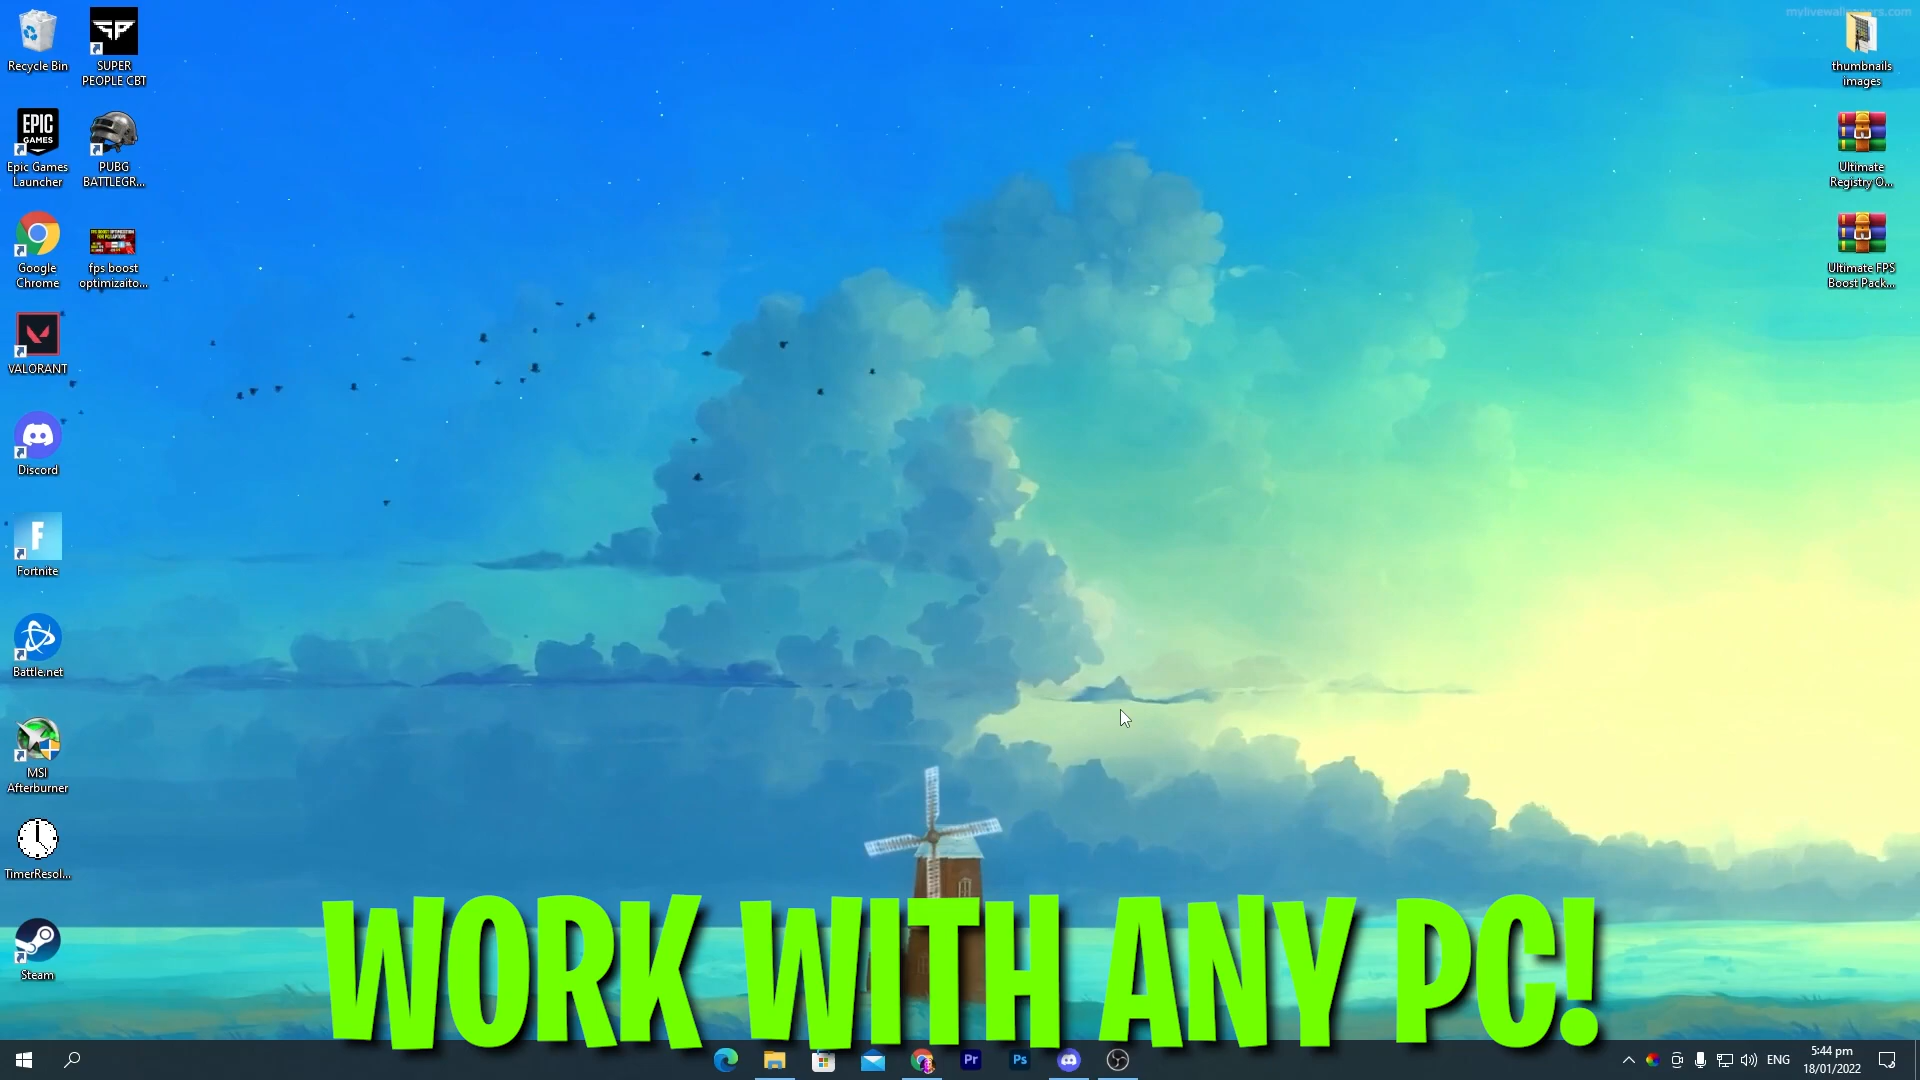 mylivewallpapers.com
Recycle Bin
SUPER
PEOPLE CBT
EPIC
GAMES
Epic Games
Launcher
PUBG
BATTLEGR...
Google
Chrome
fps boost
optimizaito...
VALORANT
Discord
F
Fortnite
Battle.net
MSI
Afterburner
TimerResol...
Steam
thumbnails
images
Ultimate
Registry O...
Ultimate FPS
Boost Pack...
WORK WITH ANY PC!
Pr
Ps
ENG
5:44 pm
18/01/2022